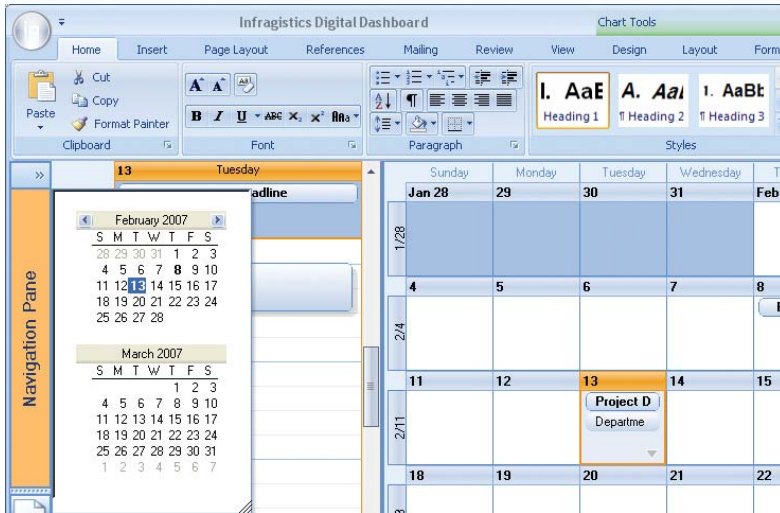 Infragistics Digital Dashboard
Chart Tools
Home Insert Page Layout References Mailing Review View Design Layout Form
Paste
Cut
Copy
Format Painter
Clipboard
B I U ABC X₂ x² Aa
Font
Paragraph
I. AaE A. Aa 1. AaBb
Heading 1 ¶ Heading 2 ¶ Heading 3
Styles
Navigation Pane
13 Tuesday
adline
February 2007
S M T W T F S
28 29 30 31 1 2 3
4 5 6 7 8 9 10
11 12 13 14 15 16 17
18 19 20 21 22 23 24
25 26 27 28
March 2007
S M T W T F S
1 2 3
4 5 6 7 8 9 10
11 12 13 14 15 16 17
18 19 20 21 22 23 24
25 26 27 28 29 30 31
1 2 3 4 5 6 7
Sunday Monday Tuesday Wednesday T
Jan 28 29 30 31 Feb
1/28
4 5 6 7 8
2/4
11 12 13 14 15
Project D
Departme
2/11
18 19 20 21 22